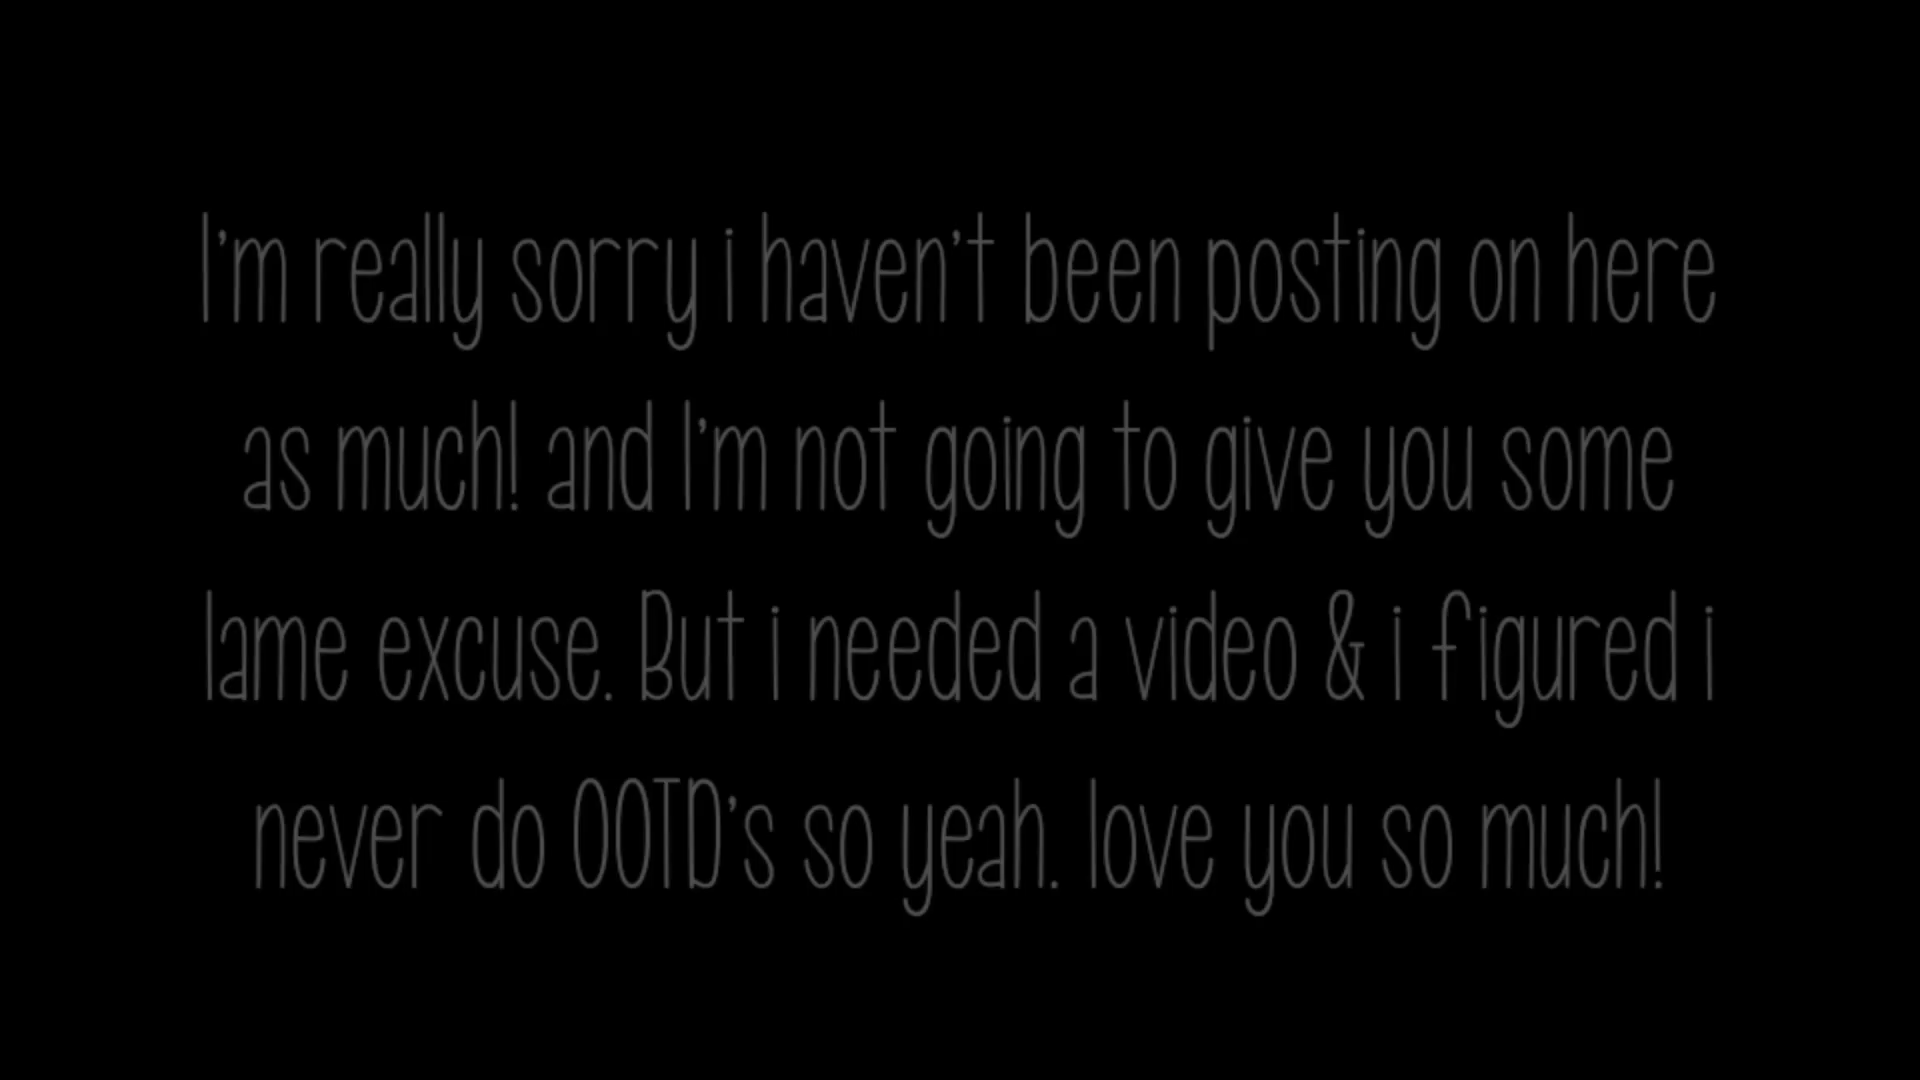 I'm really sorry i haven't been posting on here
as much! and I'm not going to give you some
lame excuse. But i needed a video & i figured i
never do OOTD's so yeah. love you so much!